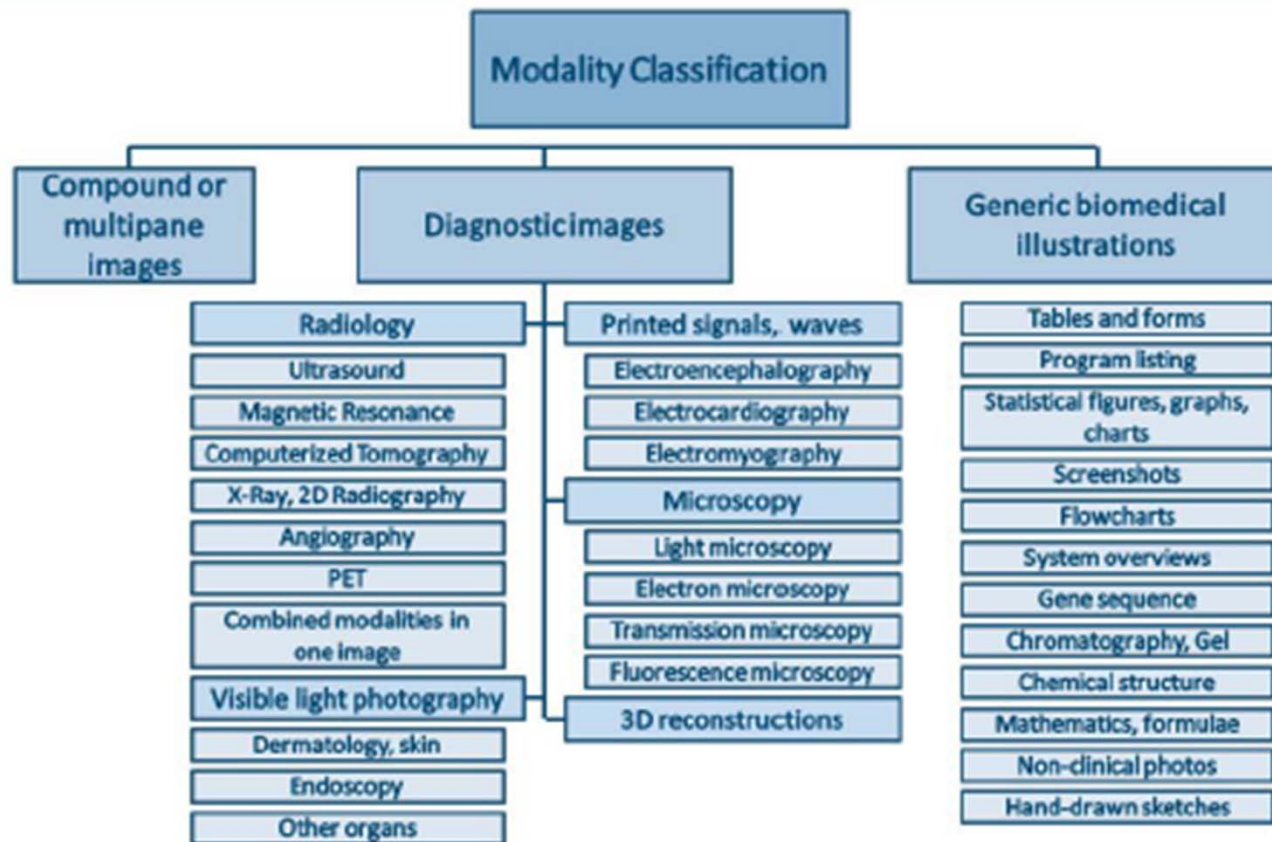 Modality Classification
Compound or
multipane
images
Diagnostic images
Generic biomedical
illustrations
Radiology
Ultrasound
Magnetic Resonance
Computerized Tomography
X-Ray, 2D Radiography
Angiography
PET
Combined modalities in
one image
Visible light photography
Dermatology, skin
Endoscopy
Other organs
Printed signals, waves
Electroencephalography
Electrocardiography
Electromyography
Microscopy
Light microscopy
Electron microscopy
Transmission microscopy
Fluorescence microscopy
3D reconstructions
Tables and forms
Program listing
Statistical figures, graphs,
charts
Screenshots
Flowcharts
System overviews
Gene sequence
Chromatography, Gel
Chemical structure
Mathematics, formulae
Non-clinical photos
Hand-drawn sketches